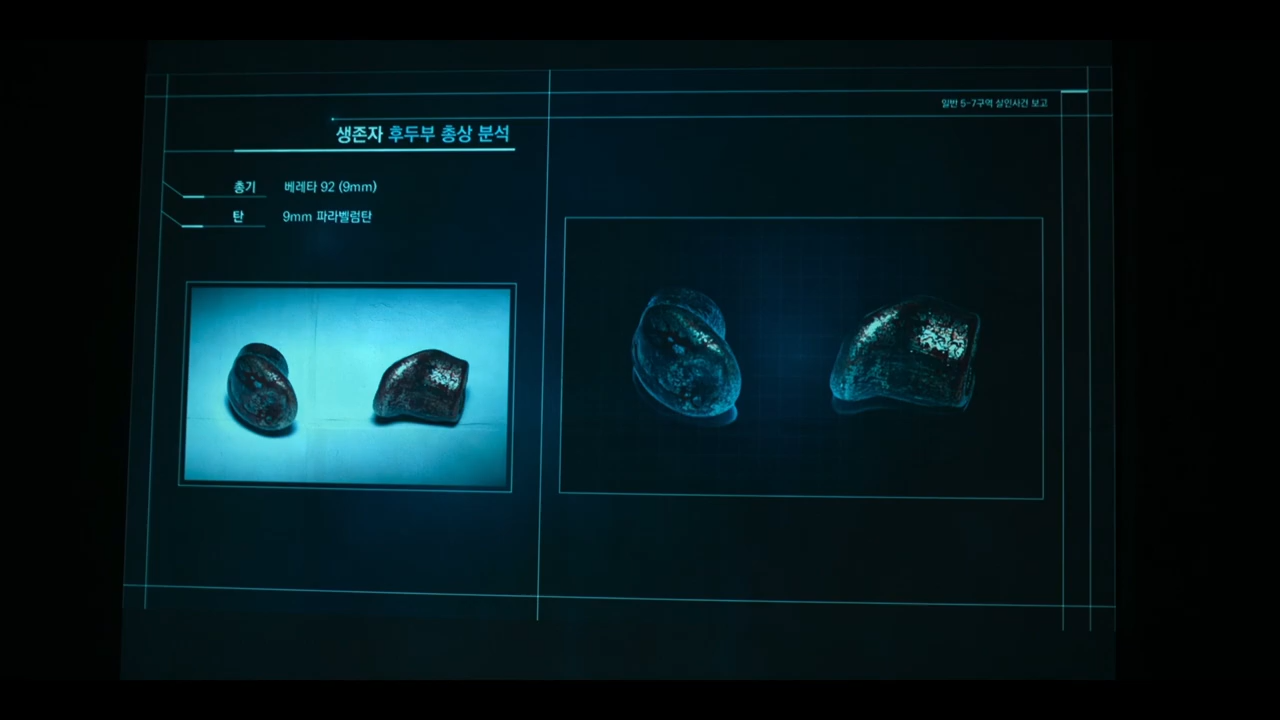 일반 5-7구역 살인사건 보고
생존자 후두부 총상 분석
총기 베레타 92 (9mm)
탄 9mm 파라벨럼탄